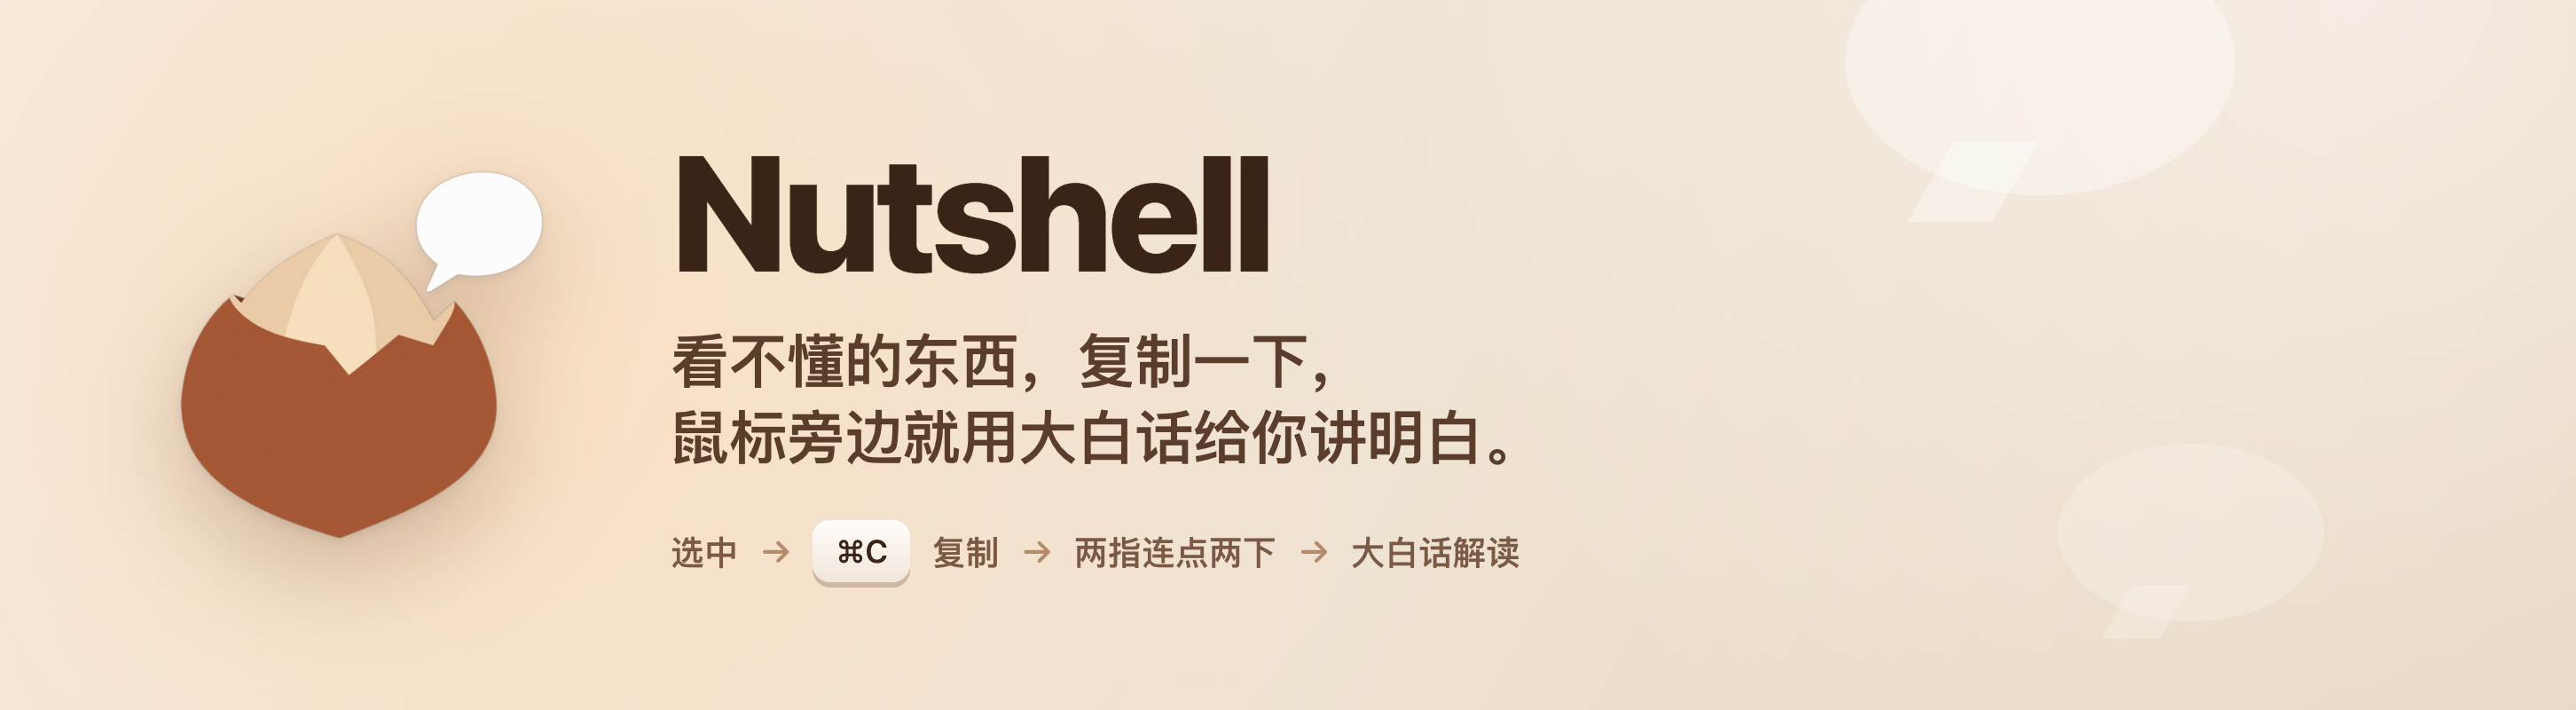 Nutshell
看不懂的东西，复制一下，
鼠标旁边就用大白话给你讲明白。
选中 → ⌘C 复制 → 两指连点两下 → 大白话解读